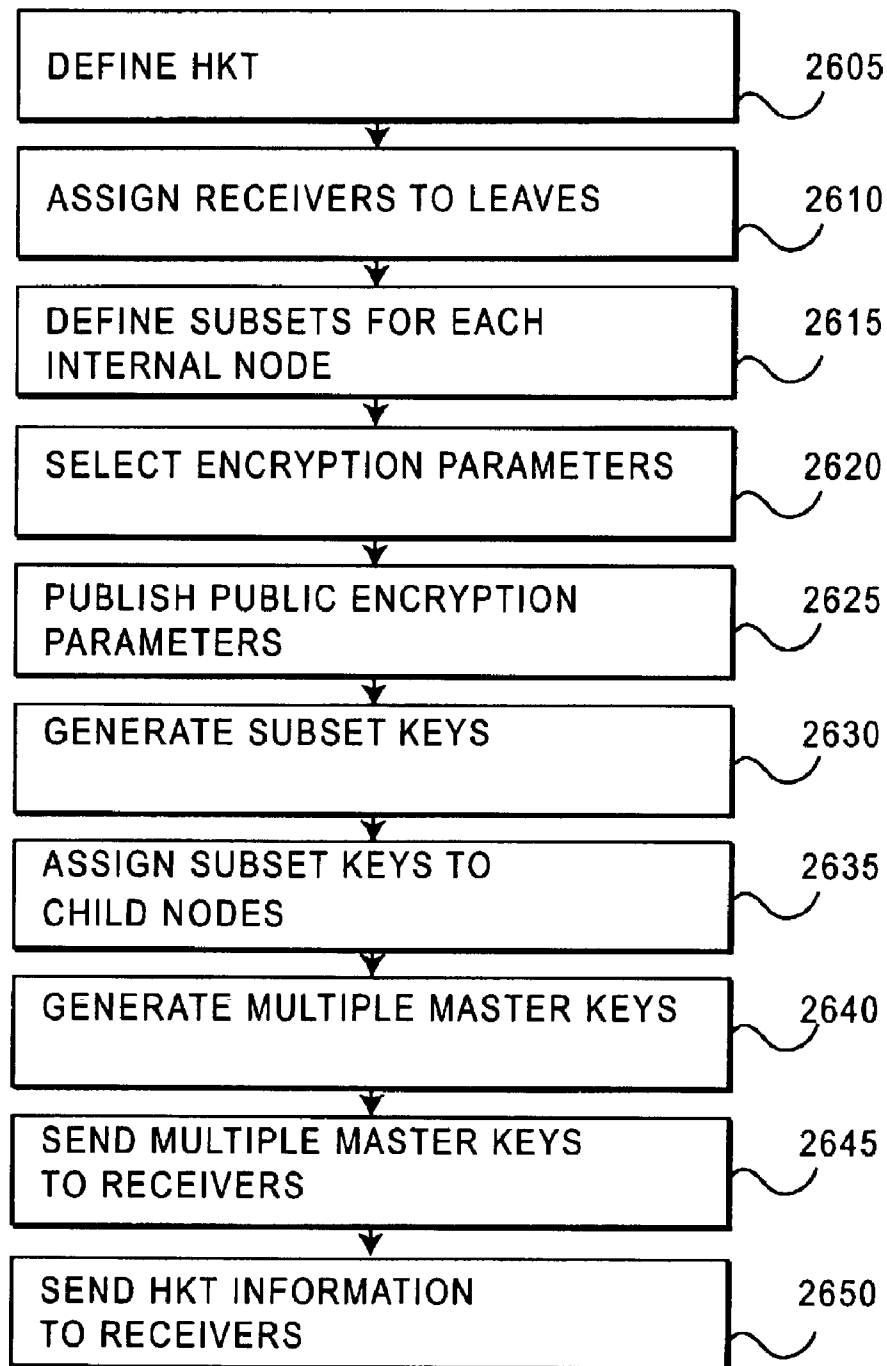 DEFINE HKT
2605
ASSIGN RECEIVERS TO LEAVES
2610
DEFINE SUBSETS FOR EACH
INTERNAL NODE
2615
SELECT ENCRYPTION PARAMETERS
2620
PUBLISH PUBLIC ENCRYPTION
PARAMETERS
2625
GENERATE SUBSET KEYS
2630
ASSIGN SUBSET KEYS TO
CHILD NODES
2635
GENERATE MULTIPLE MASTER KEYS
2640
SEND MULTIPLE MASTER KEYS
TO RECEIVERS
2645
SEND HKT INFORMATION
TO RECEIVERS
2650